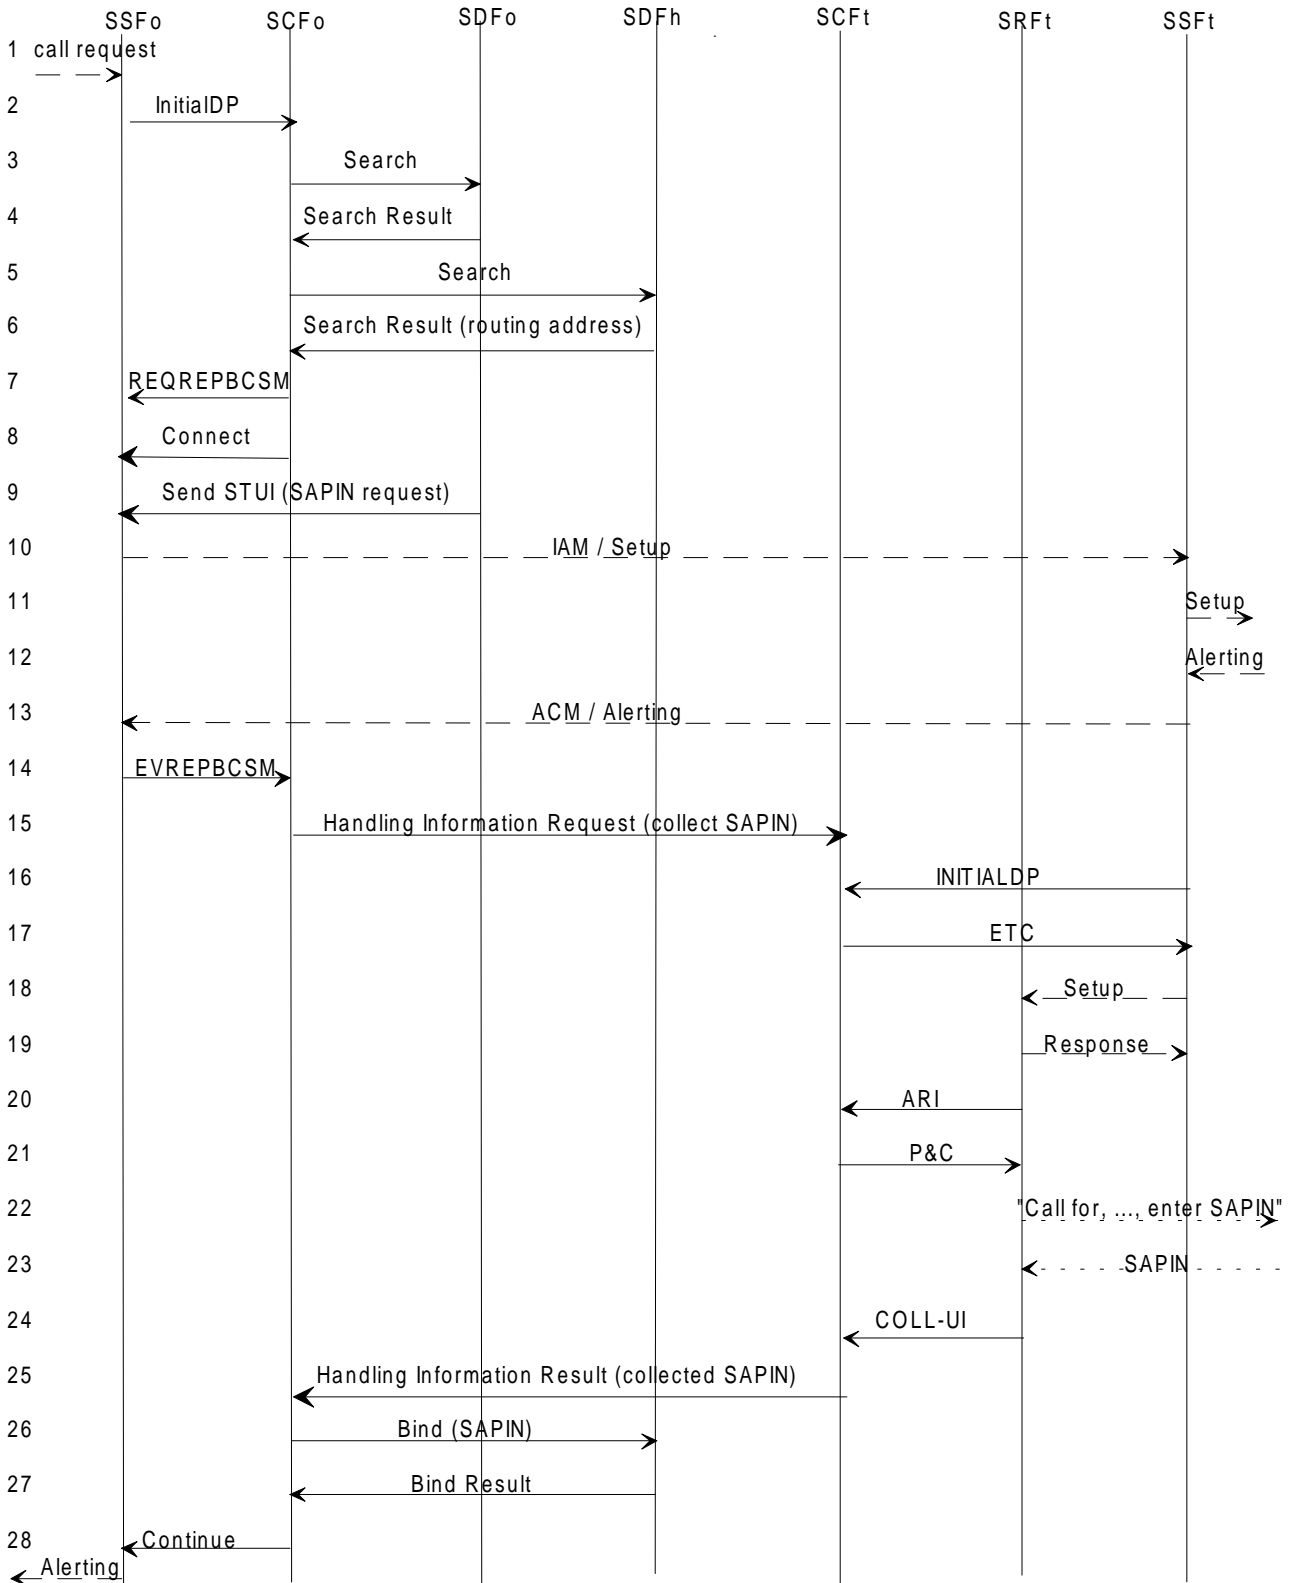 SSFo SCFo SDFo SDFh SCFt SRFt SSFt
1 call request
2 InitialDP
3 Search
4 Search Result
5 Search
6 Search Result (routing address)
7 REQREPBCSM
8 Connect
9 Send STUI (SAPIN request)
10 IAM / Setup
11 Setup
12 Alerting
13 ACM / Alerting
14 EVREPBCSM
15 Handling Information Request (collect SAPIN)
16 INITIALDP
17 ETC
18 Setup
19 Response
20 ARI
21 P&C
22 "Call for, ..., enter SAPIN"
23 SAPIN
24 COLL-UI
25 Handling Information Result (collected SAPIN)
26 Bind (SAPIN)
27 Bind Result
28 Continue
Alerting